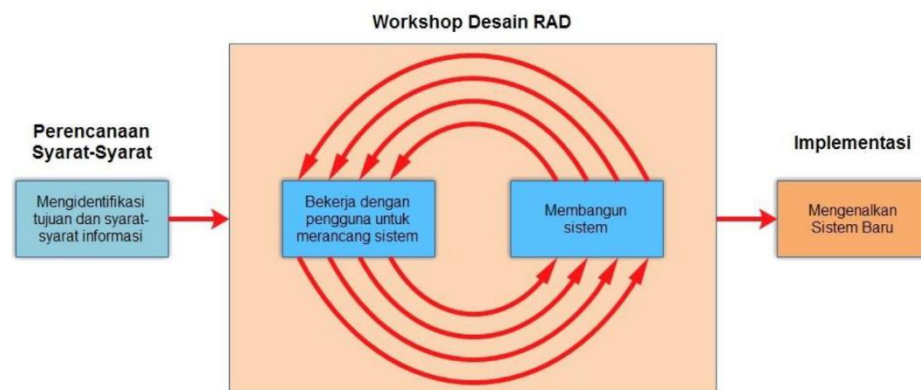 Workshop Desain RAD
Perencanaan
Syarat-Syarat
Mengidentifikasi
tujuan dan syarat-
syarat informasi
Bekerja dengan
pengguna untuk
merancang sistem
Membangun
sistem
Implementasi
Mengenalkan
Sistem Baru